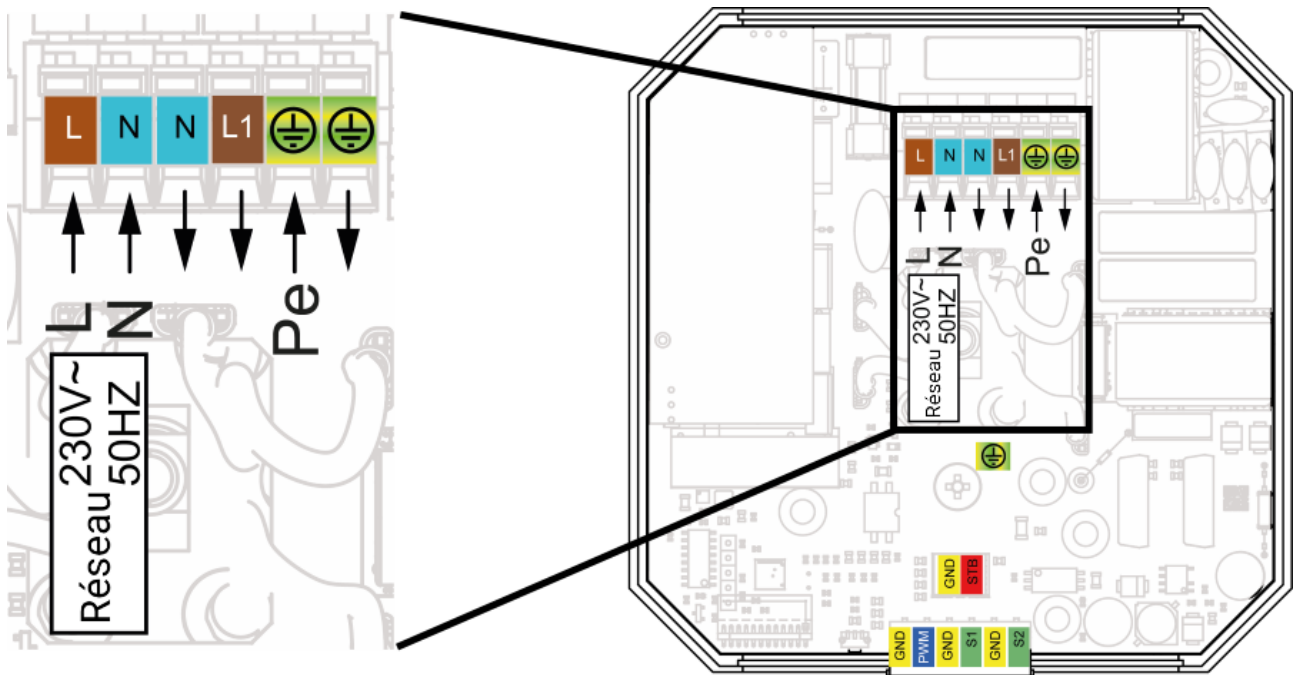 L N N L1
L
N
Pe
Réseau 230V~
50HZ
L N N L1
L
N
Pe
Réseau 230V~
50HZ
GND STB
GND PWM GND S1 GND S2